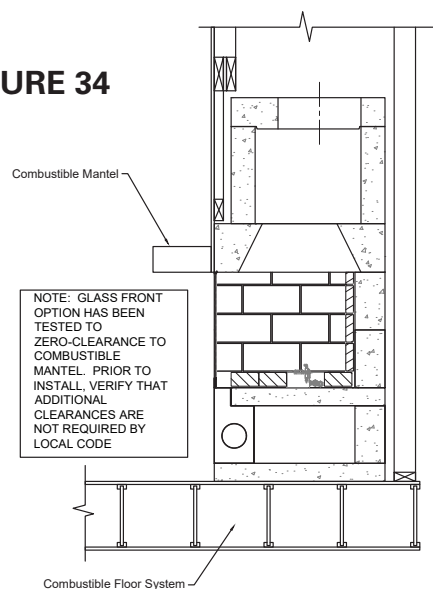 URE 34
Combustible Mantel
NOTE: GLASS FRONT
OPTION HAS BEEN
TESTED TO
ZERO-CLEARANCE TO
COMBUSTIBLE
MANTEL. PRIOR TO
INSTALL, VERIFY THAT
ADDITIONAL
CLEARANCES ARE
NOT REQUIRED BY
LOCAL CODE
Combustible Floor System